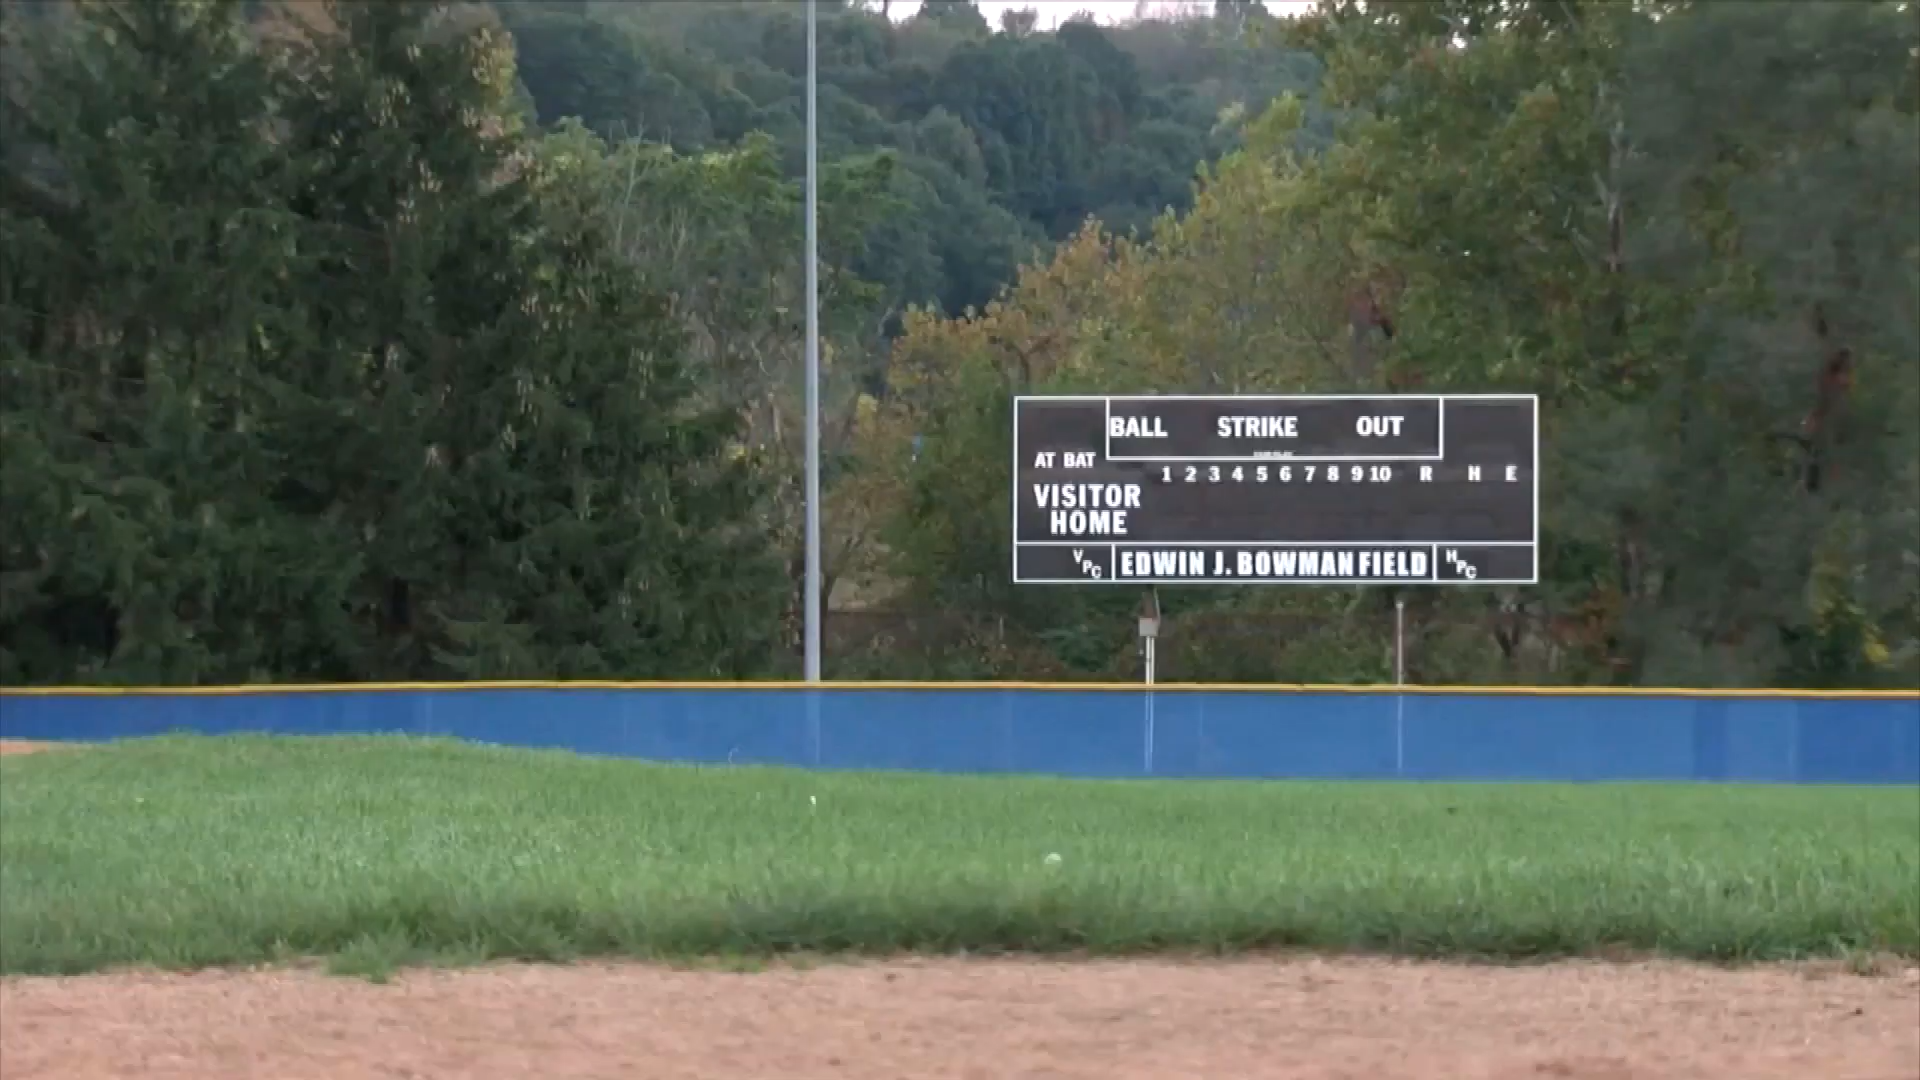 BALL STRIKE OUT
AT BAT
1 2 3 4 5 6 7 8 9 10 R H E
VISITOR
HOME
VPC EDWIN J. BOWMAN FIELD HPC